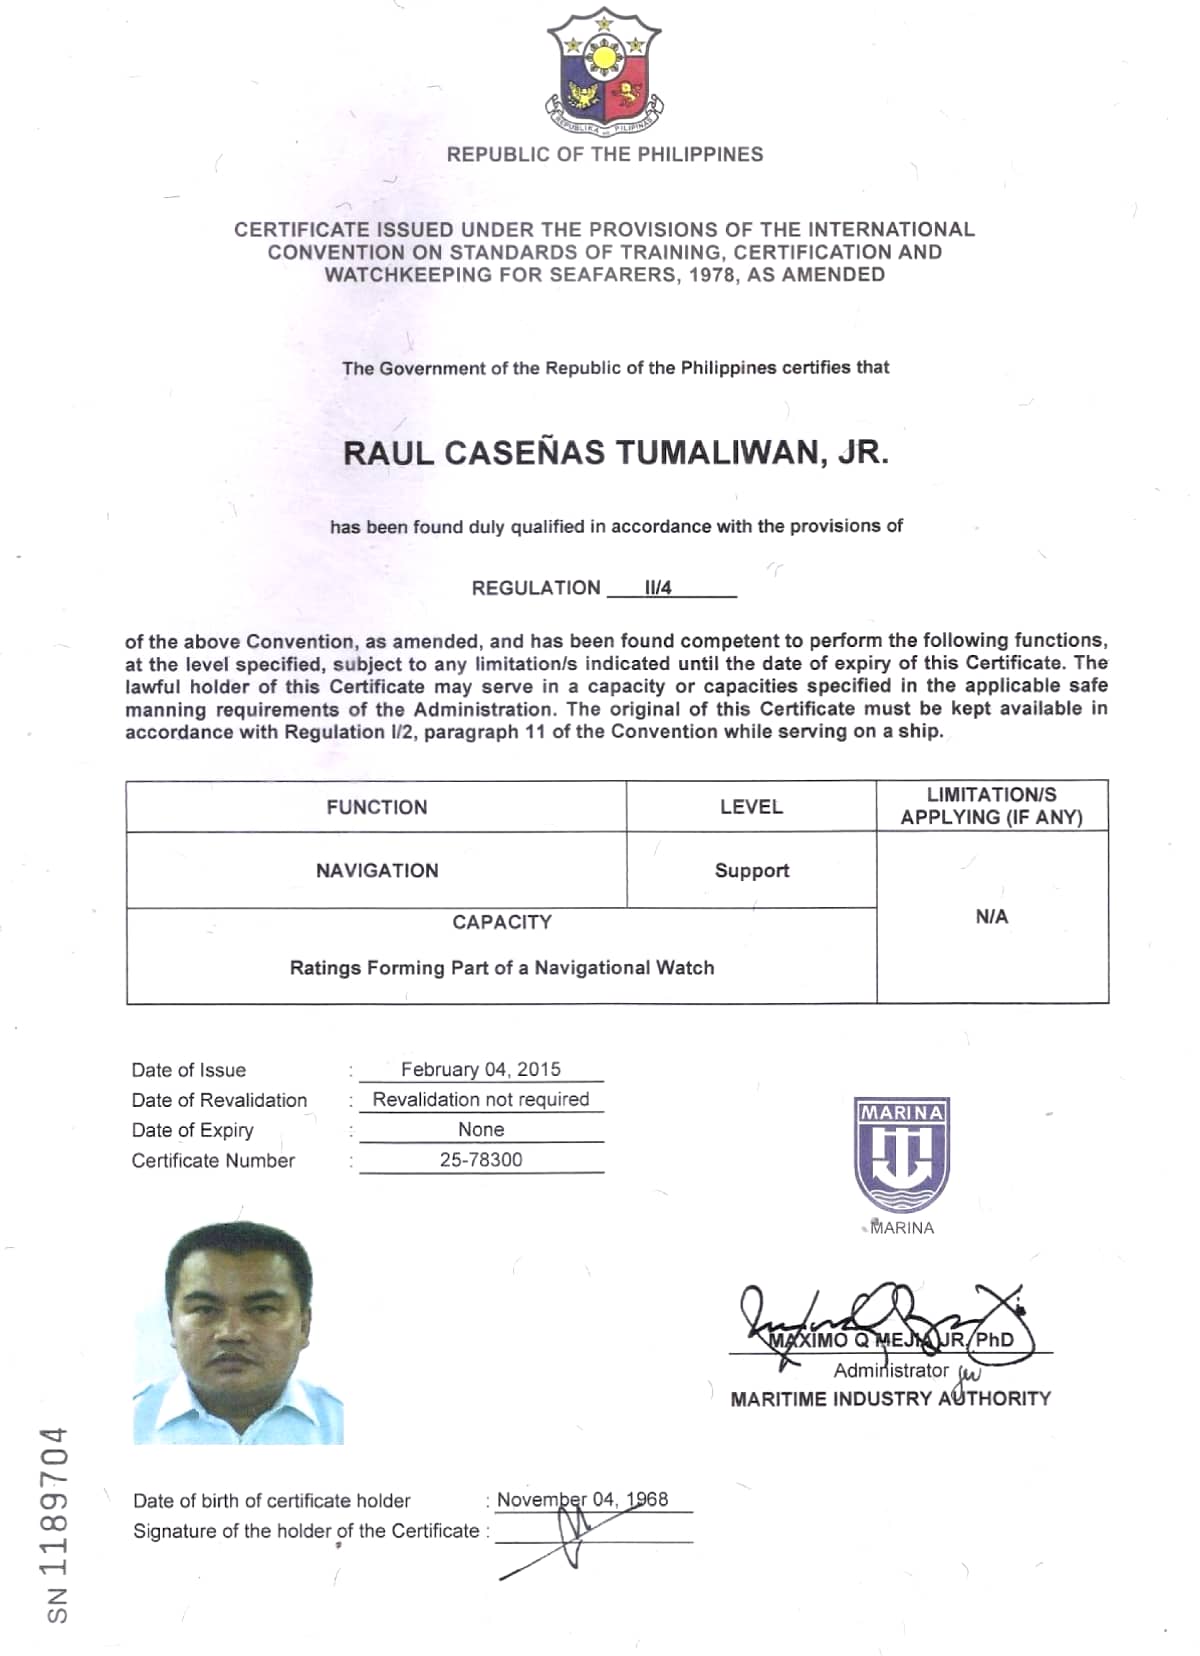 REPUBLIKA NG PILIPINAS
REPUBLIC OF THE PHILIPPINES
CERTIFICATE ISSUED UNDER THE PROVISIONS OF THE INTERNATIONAL
CONVENTION ON STANDARDS OF TRAINING, CERTIFICATION AND
WATCHKEEPING FOR SEAFARERS, 1978, AS AMENDED
The Government of the Republic of the Philippines certifies that
RAUL CASEÑAS TUMALIWAN, JR.
has been found duly qualified in accordance with the provisions of
REGULATION II/4
of the above Convention, as amended, and has been found competent to perform the following functions,
at the level specified, subject to any limitation/s indicated until the date of expiry of this Certificate. The
lawful holder of this Certificate may serve in a capacity or capacities specified in the applicable safe
manning requirements of the Administration. The original of this Certificate must be kept available in
accordance with Regulation I/2, paragraph 11 of the Convention while serving on a ship.
FUNCTION LEVEL LIMITATION/S
APPLYING (IF ANY)
NAVIGATION Support
N/A
CAPACITY
Ratings Forming Part of a Navigational Watch
Date of Issue : February 04, 2015
Date of Revalidation : Revalidation not required
Date of Expiry : None
Certificate Number : 25-78300
MARINA
MARINA
MAXIMO Q MEJIA JR, PhD
Administrator
MARITIME INDUSTRY AUTHORITY
Date of birth of certificate holder : November 04, 1968
Signature of the holder of the Certificate :
SN 1189704